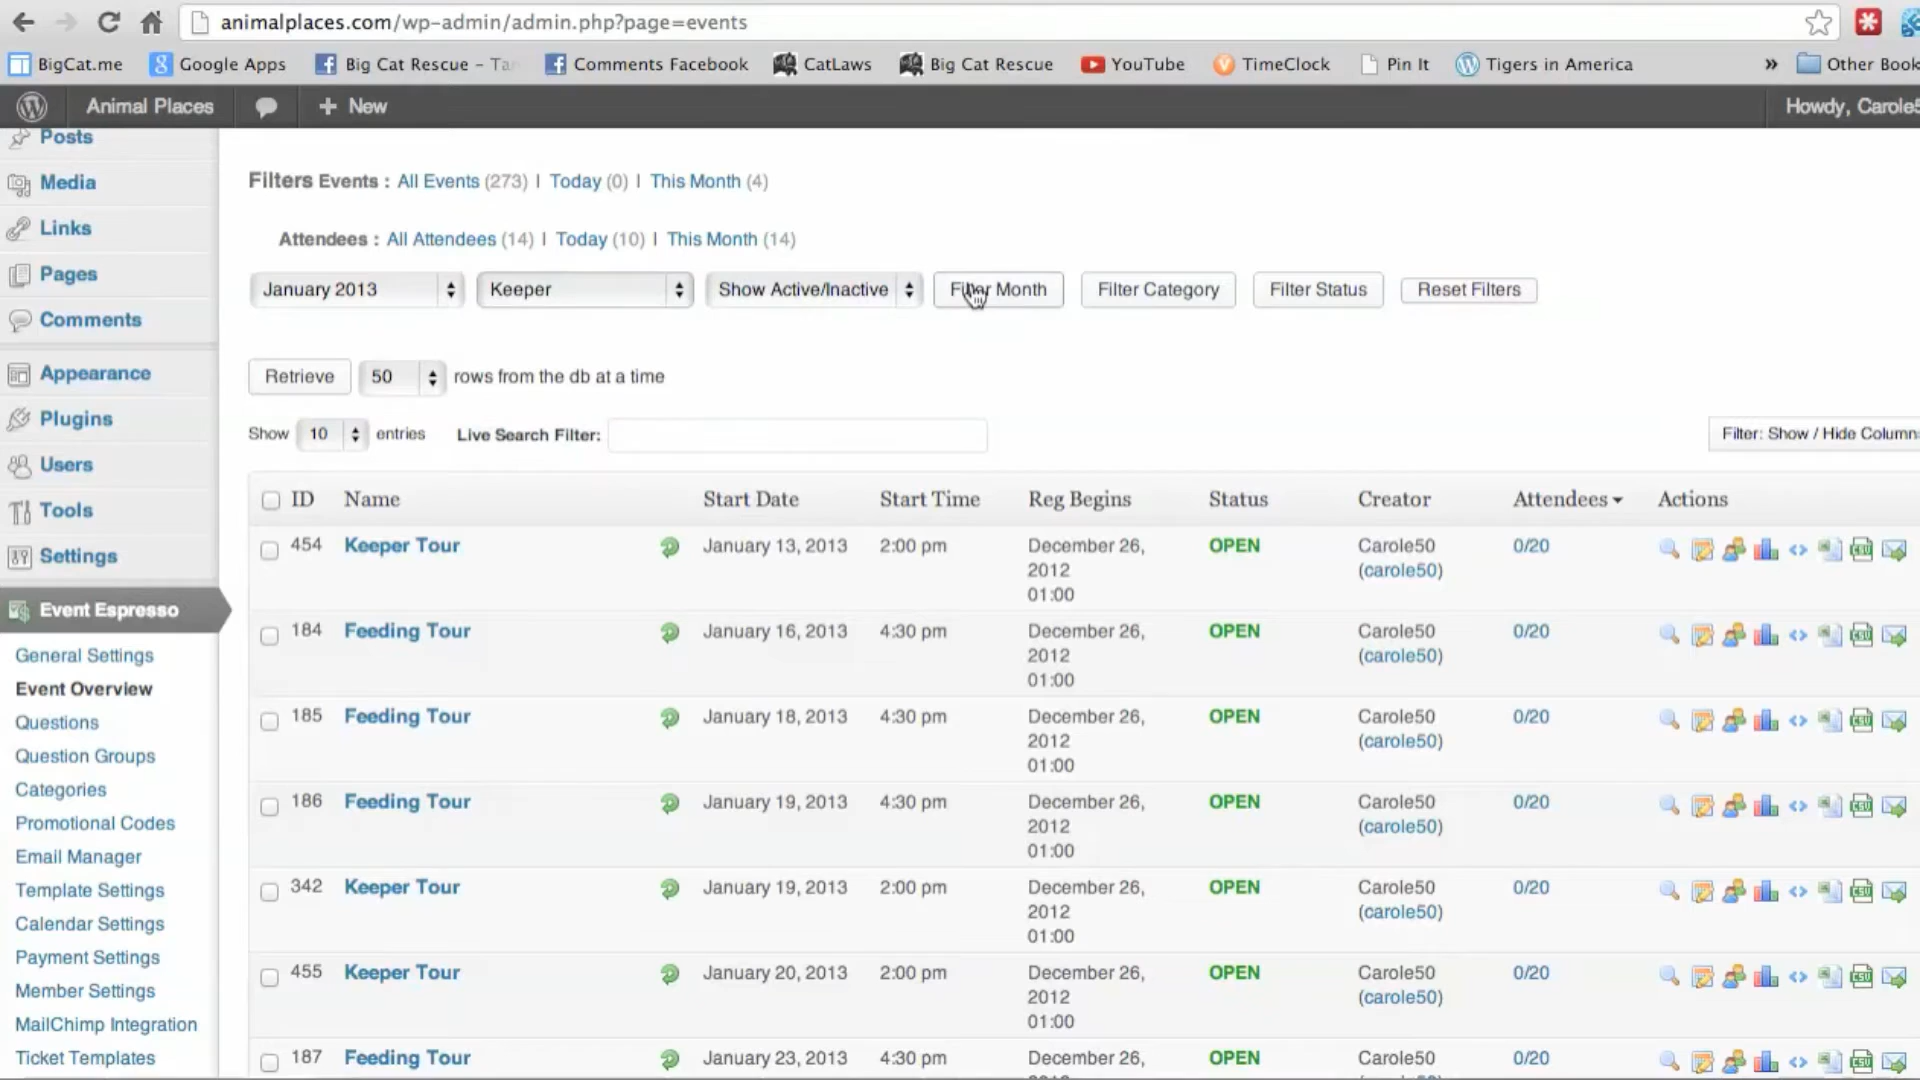 animalplaces.com/wp-admin/admin.php?page=events
BigCat.me Google Apps Big Cat Rescue - Ta Comments Facebook CatLaws Big Cat Rescue YouTube TimeClock Pin It Tigers in America » Other Book
Animal Places + New Howdy, Carole5
Posts
Media
Links
Pages
Comments
Appearance
Plugins
Users
Tools
Settings
Event Espresso
General Settings
Event Overview
Questions
Question Groups
Categories
Promotional Codes
Email Manager
Template Settings
Calendar Settings
Payment Settings
Member Settings
MailChimp Integration
Ticket Templates
Filters Events : All Events (273) | Today (0) | This Month (4)
Attendees : All Attendees (14) | Today (10) | This Month (14)
January 2013 Keeper Show Active/Inactive Filter Month Filter Category Filter Status Reset Filters
Retrieve 50 rows from the db at a time
Show 10 entries Live Search Filter: Filter: Show / Hide Column
ID Name Start Date Start Time Reg Begins Status Creator Attendees Actions
454 Keeper Tour January 13, 2013 2:00 pm December 26, OPEN Carole50 0/20 CSV
2012 (carole50)
01:00
184 Feeding Tour January 16, 2013 4:30 pm December 26, OPEN Carole50 0/20 CSV
2012 (carole50)
01:00
185 Feeding Tour January 18, 2013 4:30 pm December 26, OPEN Carole50 0/20 CSV
2012 (carole50)
01:00
186 Feeding Tour January 19, 2013 4:30 pm December 26, OPEN Carole50 0/20 CSV
2012 (carole50)
01:00
342 Keeper Tour January 19, 2013 2:00 pm December 26, OPEN Carole50 0/20 CSV
2012 (carole50)
01:00
455 Keeper Tour January 20, 2013 2:00 pm December 26, OPEN Carole50 0/20 CSV
2012 (carole50)
01:00
187 Feeding Tour January 23, 2013 4:30 pm December 26, OPEN Carole50 0/20 CSV